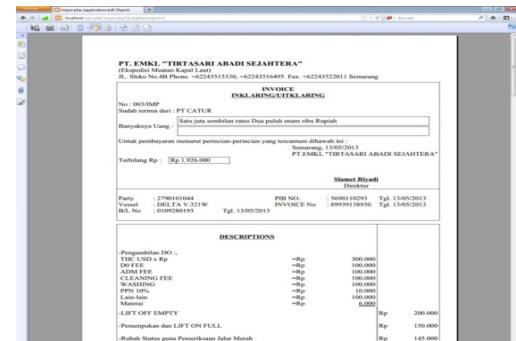 PT. EMKL "TIRTASARI ABADI SEJAHTERA"
(Ekspedisi Muatan Kapal Laut)
JL. Sleko No.4B Phone. +62243515330, +62243516495 Fax. +62243522011 Semarang
INVOICE
INKLARING/UITKLARING
No : 003/IMP
Sudah terima dari : PT CATUR
Banyaknya Uang : Satu juta sembilan ratus Dua puluh enam ribu Rupiah
Untuk pembayaran menurut perincian-perincian yang tercantum dibawah ini :
Semarang, 13/05/2013
PT.EMKL "TIRTASARI ABADI SEJAHTERA"
Terbilang Rp : Rp 1.926.000
Slamet Riyadi
Direktur
Party : 2790101044 PIB NO. : 5690110293 Tgl. 13/05/2013
Vessel : DELTA V.321W INVOICE No : 89939138930 Tgl. 13/05/2013
B/L No : 0109280193 Tgl. 13/05/2013
DESCRIPTIONS
-Pengambilan DO :,
THC USD x Rp =Rp 300.000
D0 FEE =Rp 100.000
ADM FEE =Rp 100.000
CLEANING FEE =Rp 100.000
WASHING =Rp 100.000
PPN 10% =Rp 10.000
Lain-lain =Rp 100.000
Materai =Rp 6.000
-LIFT OFF EMPTY Rp 200.000
-Penumpukan dan LIFT ON FULL Rp 150.000
-Rubah Status guna Pemeriksaan Jalur Merah Rp 145.000